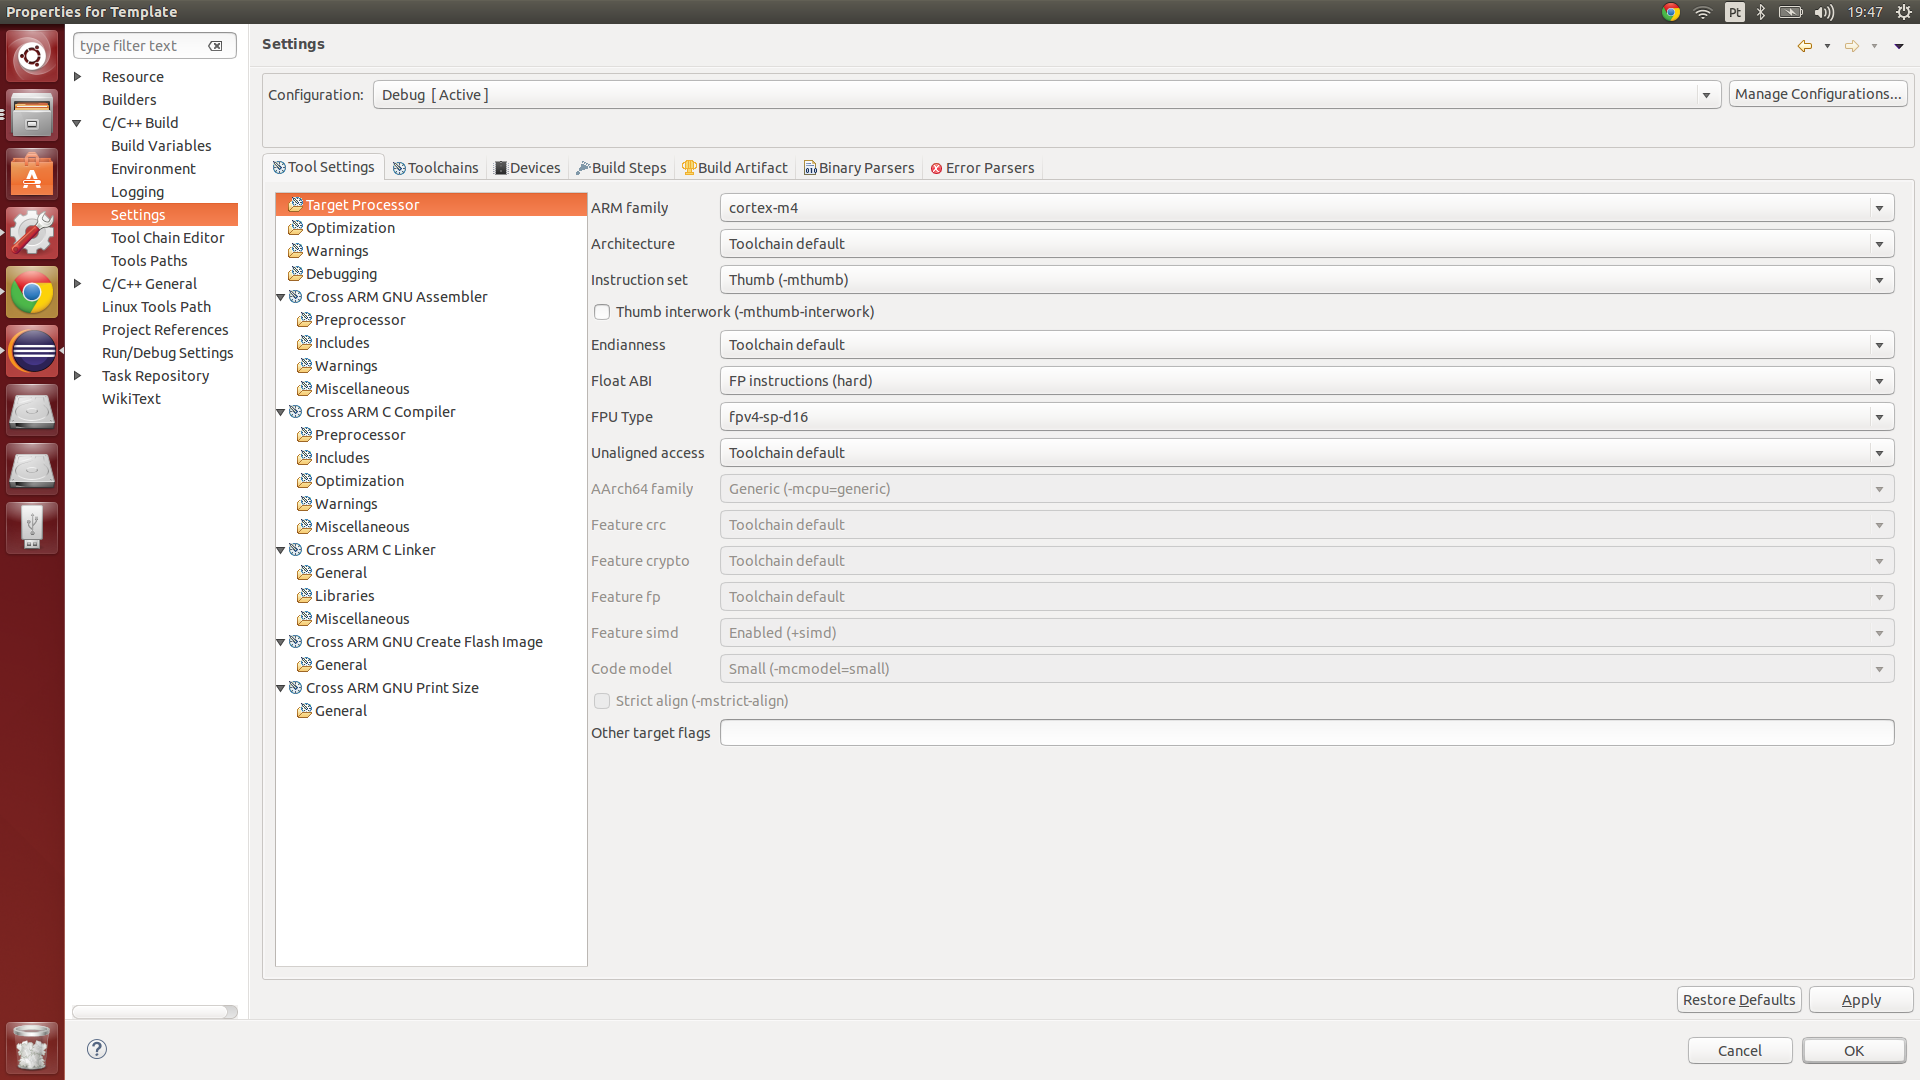 Properties for Template
Pt
19:47
type filter text
Resource
Builders
C/C++ Build
Build Variables
Environment
Logging
Settings
Tool Chain Editor
Tools Paths
C/C++ General
Linux Tools Path
Project References
Run/Debug Settings
Task Repository
WikiText
Settings
Configuration:
Debug [ Active ]
Manage Configurations...
Tool Settings
Toolchains
Devices
Build Steps
Build Artifact
Binary Parsers
Error Parsers
Target Processor
Optimization
Warnings
Debugging
Cross ARM GNU Assembler
Preprocessor
Includes
Warnings
Miscellaneous
Cross ARM C Compiler
Preprocessor
Includes
Optimization
Warnings
Miscellaneous
Cross ARM C Linker
General
Libraries
Miscellaneous
Cross ARM GNU Create Flash Image
General
Cross ARM GNU Print Size
General
ARM family cortex-m4
Architecture Toolchain default
Instruction set Thumb (-mthumb)
Thumb interwork (-mthumb-interwork)
Endianness Toolchain default
Float ABI FP instructions (hard)
FPU Type fpv4-sp-d16
Unaligned access Toolchain default
AArch64 family Generic (-mcpu=generic)
Feature crc Toolchain default
Feature crypto Toolchain default
Feature fp Toolchain default
Feature simd Enabled (+simd)
Code model Small (-mcmodel=small)
Strict align (-mstrict-align)
Other target flags
Restore Defaults
Apply
?
Cancel
OK